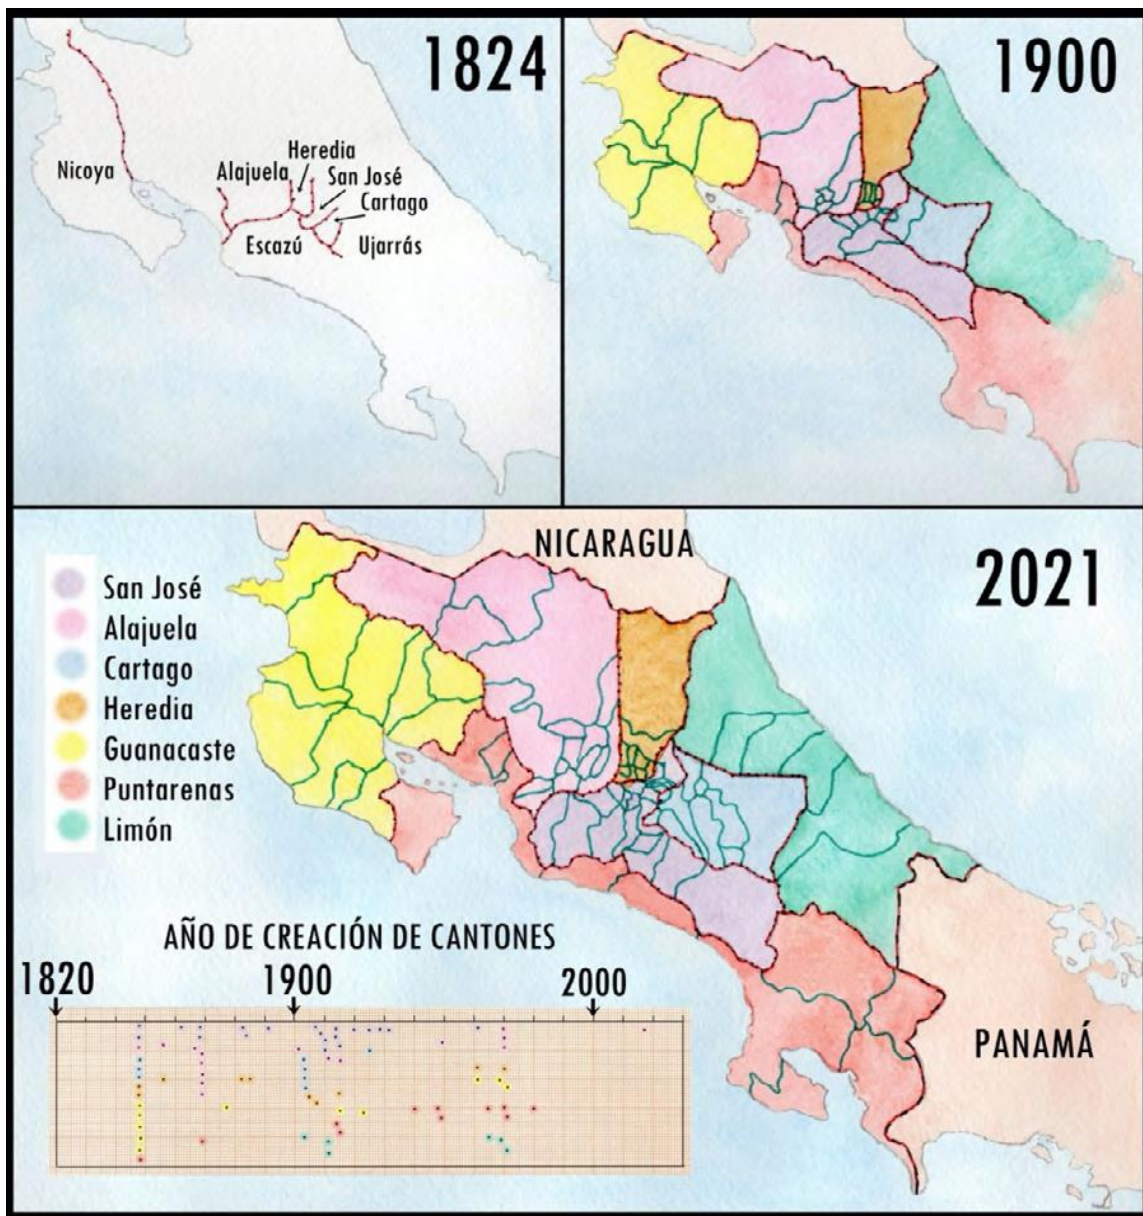 1824
Nicoya
Alajuela
Heredia
San José
Cartago
Escazú
Ujarrás
1900
2021
NICARAGUA
San José
Alajuela
Cartago
Heredia
Guanacaste
Puntarenas
Limón
AÑO DE CREACIÓN DE CANTONES
1820 1900 2000
PANAMÁ